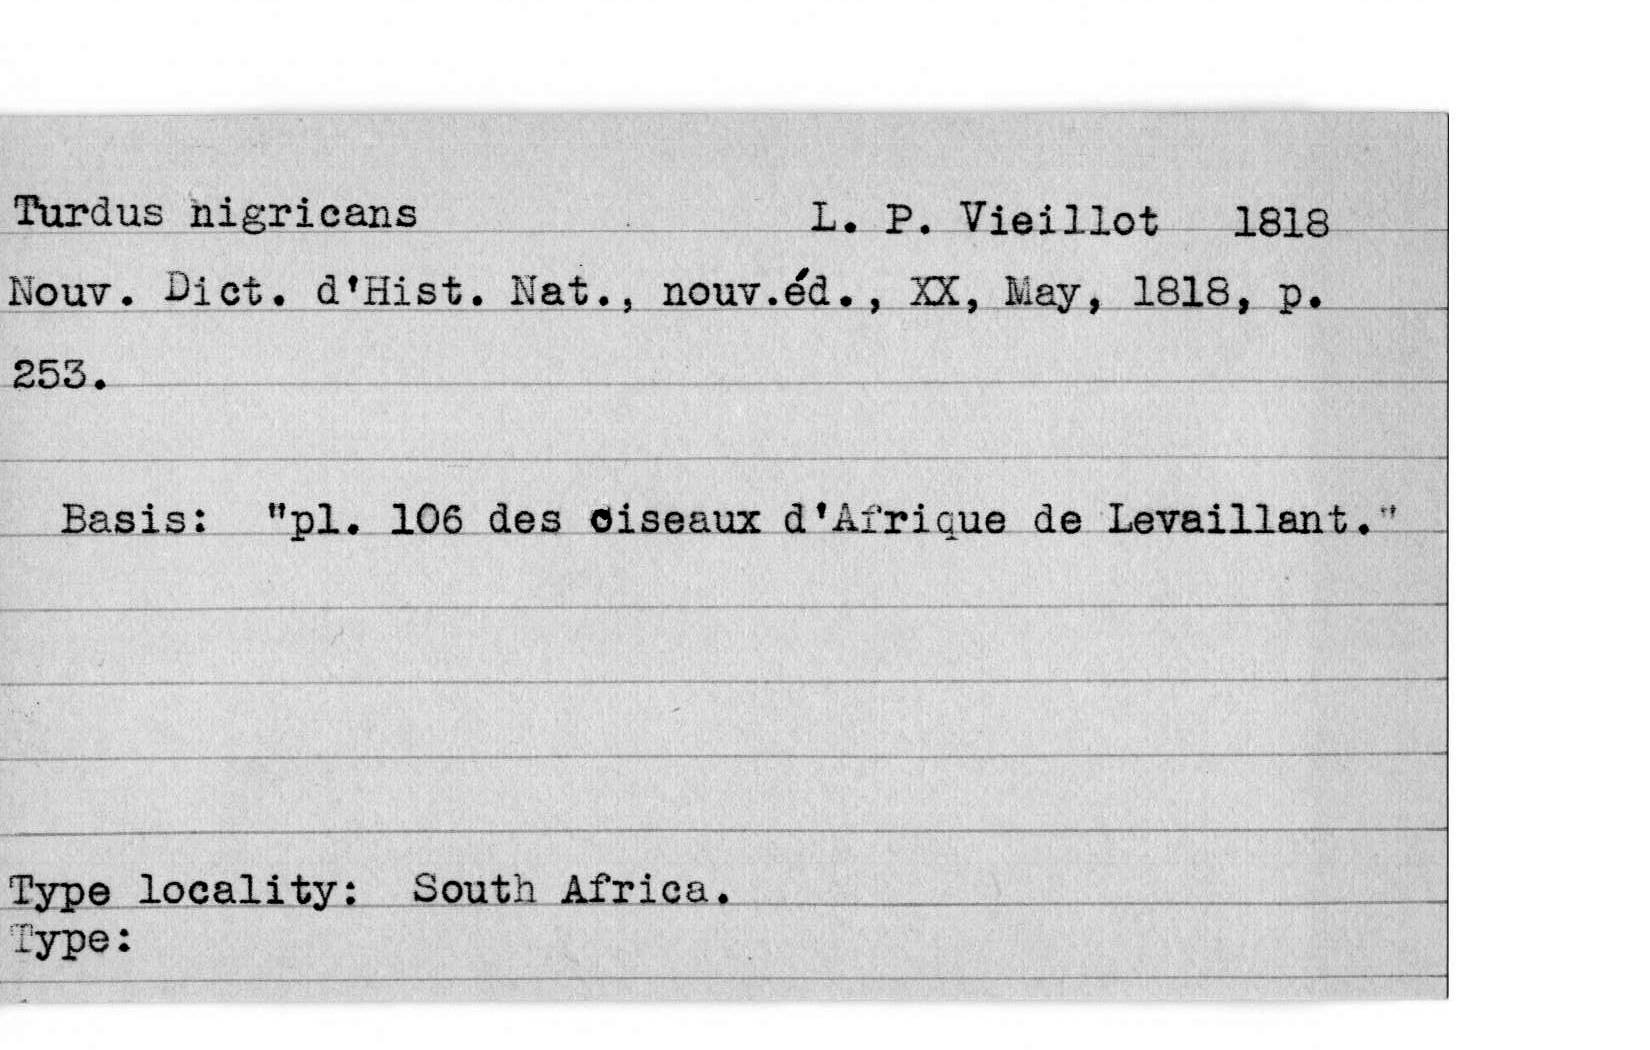 Turdus nigricans L. P. Vieillot 1818
Nouv. Dict. d'Hist. Nat., nouv.éd., XX, May, 1818, p.
253.
Basis: "pl. 106 des oiseaux d'Afrique de Levaillant."
Type locality: South Africa.
Type: